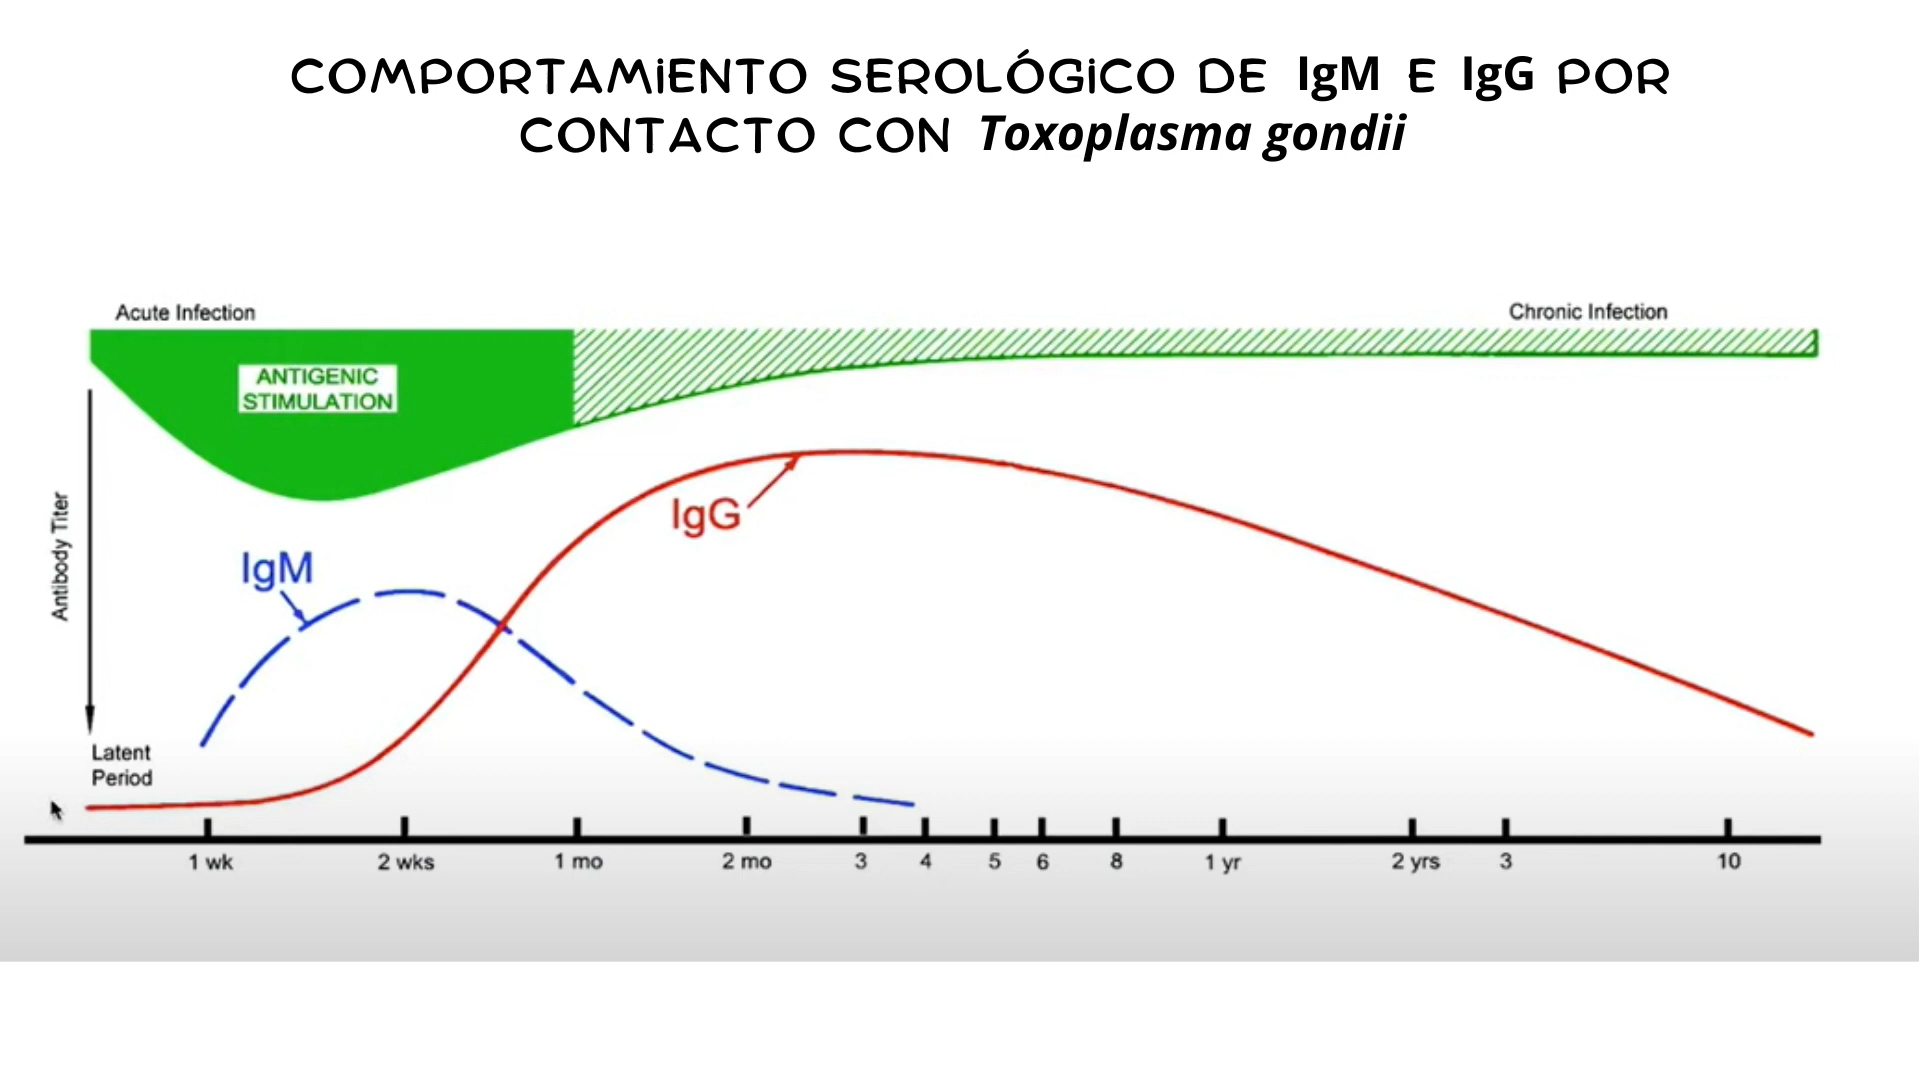 COMPORTAMiENTO SEROLÓGiCO DE IgM E IgG POR
CONTACTO CON Toxoplasma gondii
Acute Infection
Chronic Infection
ANTIGENIC
STIMULATION
Antibody Titer
IgG
IgM
Latent
Period
1 wk
2 wks
1 mo
2 mo
3
4
5
6
8
1 yr
2 yrs
3
10